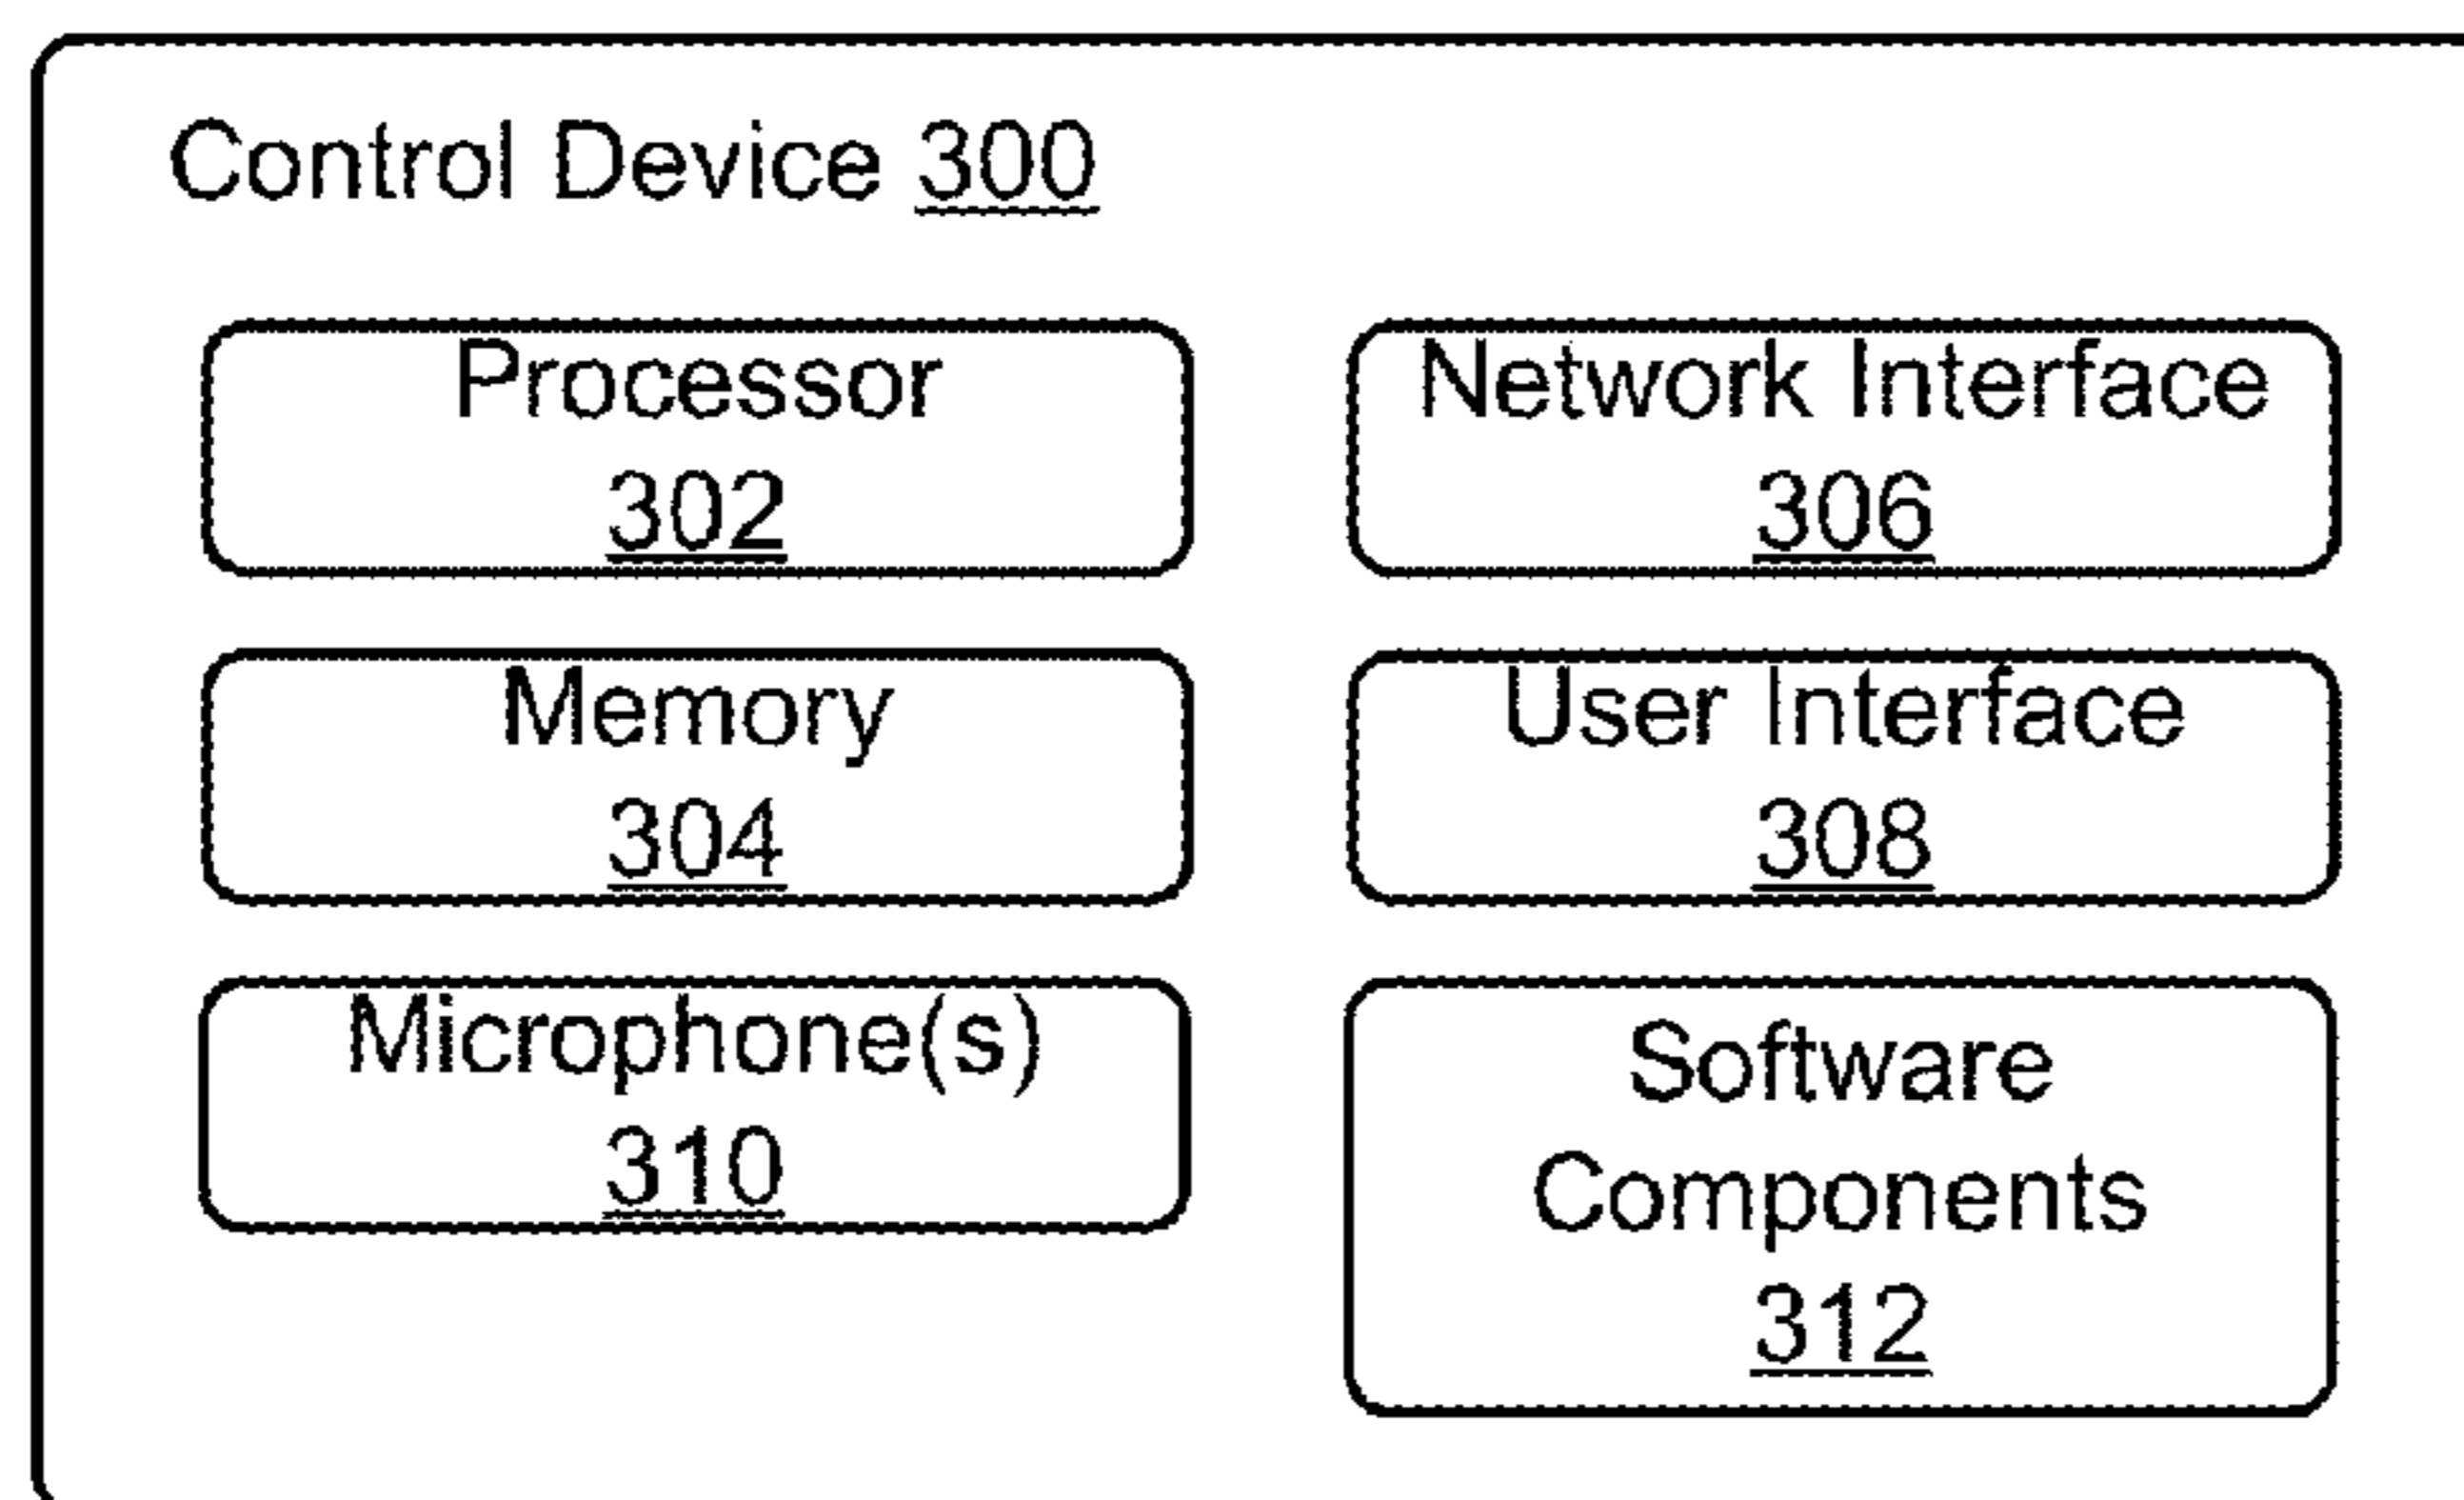 Control Device 300
Processor
302
Network Interface
306
Memory
304
User Interface
308
Microphone(s)
310
Software
Components
312